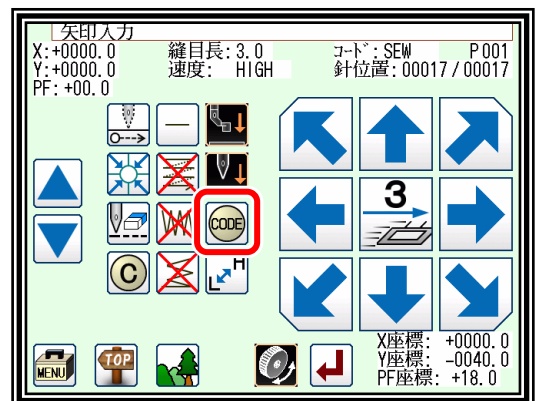 矢印入力
X:+0000.0 縫目長:3.0 コード:SEW P001
Y:+0000.0 速度: HIGH 針位置:00017/00017
PF:+00.0
3
CODE
C
L H
X座標: +0000.0
Y座標: -0040.0
PF座標: +18.0
MENU TOP